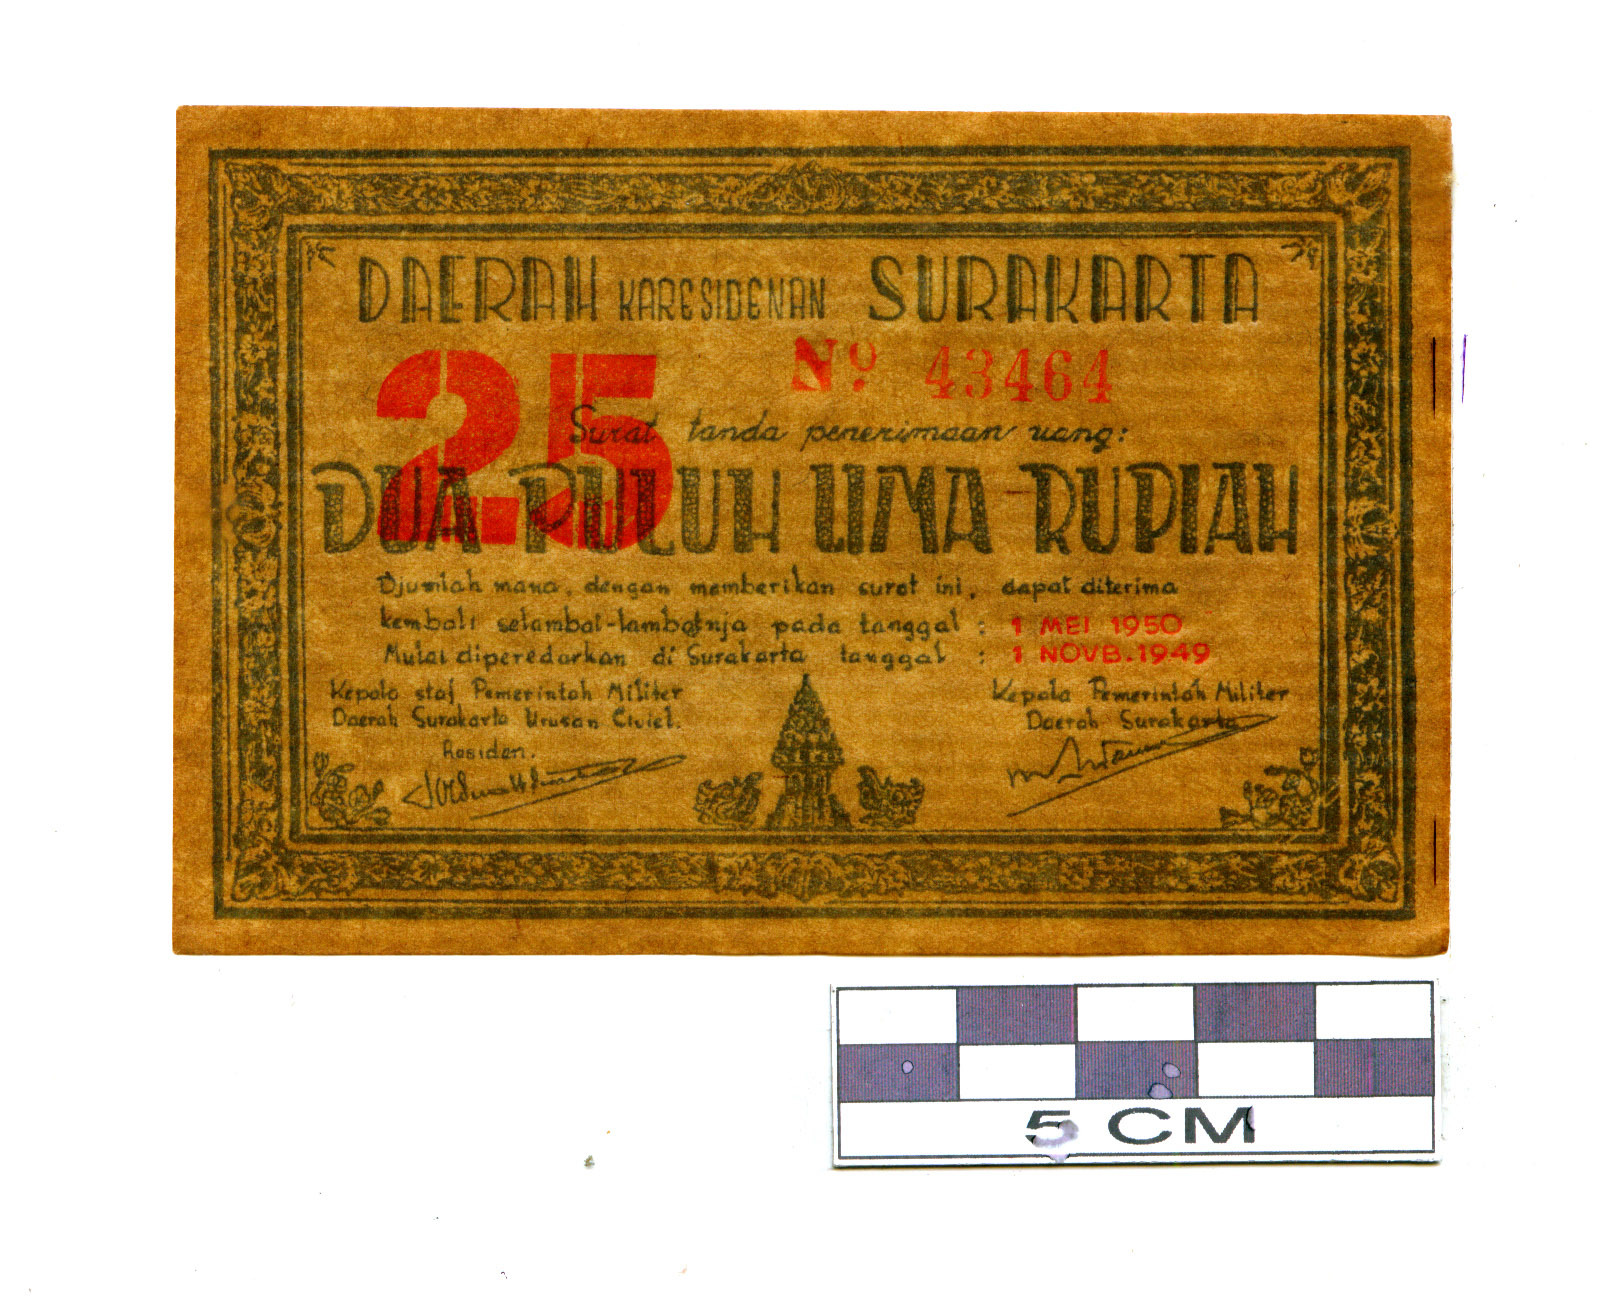 DAERAH KARESIDENAN SURAKARTA
25
No 43464
Surat tanda penerimaan uang:
DUA PULUH LIMA RUPIAH
Djumlah mana, dengan memberikan surat ini, dapat diterima
kembali selambat-lambatnja pada tanggal : 1 MEI 1950
Mulai diperedarkan di Surakarta tanggal : 1 NOVB.1949
Kepala staf Pemerintah Militer
Daerah Surakarta Urusan Civiel.
Residen.
Kepala Pemerintah Militer
Daerah Surakarta
5 CM